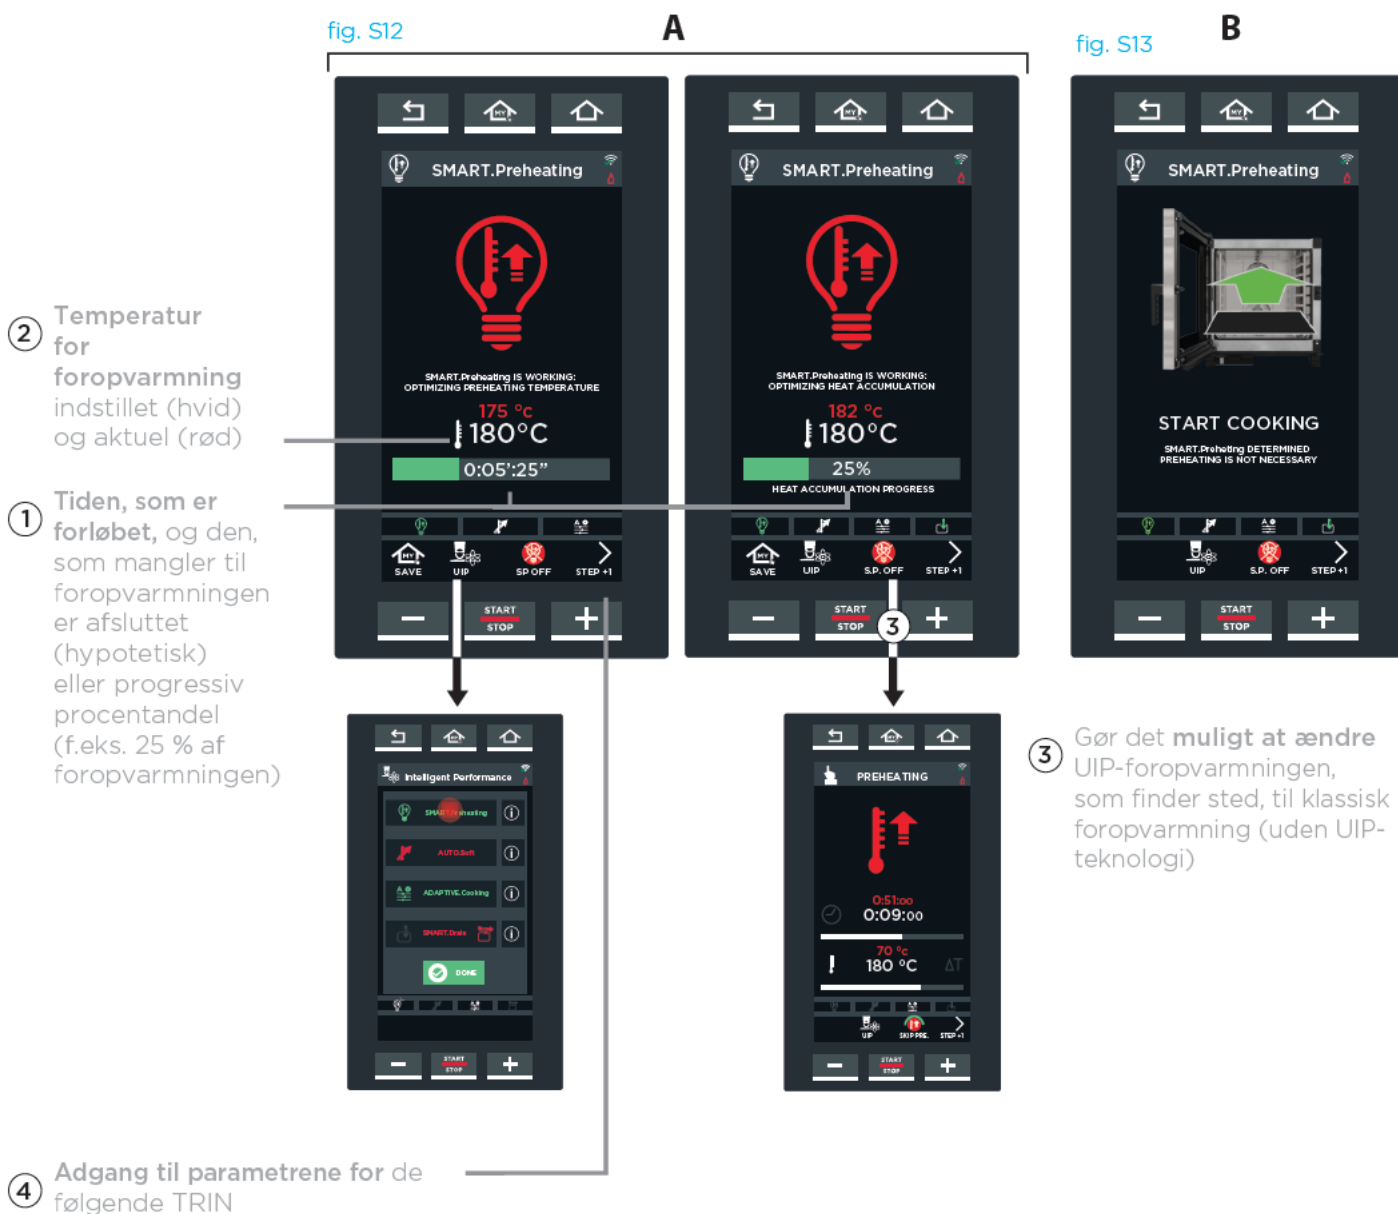 fig. S12
A
fig. S13
B
SMART.Preheating
SMART.Preheating IS WORKING:
OPTIMIZING PREHEATING TEMPERATURE
175 °c
180°C
0:05':25"
MY
SAVE
UIP
SP OFF
STEP +1
START
STOP
SMART.Preheating
SMART.Preheating IS WORKING:
OPTIMIZING HEAT ACCUMULATION
182 °c
180°C
25%
HEAT ACCUMULATION PROGRESS
MY
SAVE
UIP
S.P. OFF
STEP +1
START
STOP
3
SMART.Preheating
START COOKING
SMART.Preheting DETERMINED
PREHEATING IS NOT NECESSARY
UIP
S.P. OFF
STEP +1
START
STOP
2
Temperatur
for
foropvarmning
indstillet (hvid)
og aktuel (rød)
1
Tiden, som er
forløbet, og den,
som mangler til
foropvarmningen
er afsluttet
(hypotetisk)
eller progressiv
procentandel
(f.eks. 25 % af
foropvarmningen)
Intelligent Performance
SMART.Preheating
AUTO.Soft
ADAPTIVE.Cooking
SMART.Drain
DONE
START
STOP
PREHEATING
0:51:00
0:09:00
70 °c
180 °C
ΔT
UIP
SKIP PRE.
STEP +1
START
STOP
3
Gør det muligt at ændre
UIP-foropvarmningen,
som finder sted, til klassisk
foropvarmning (uden UIP-
teknologi)
4
Adgang til parametrene for de
følgende TRIN